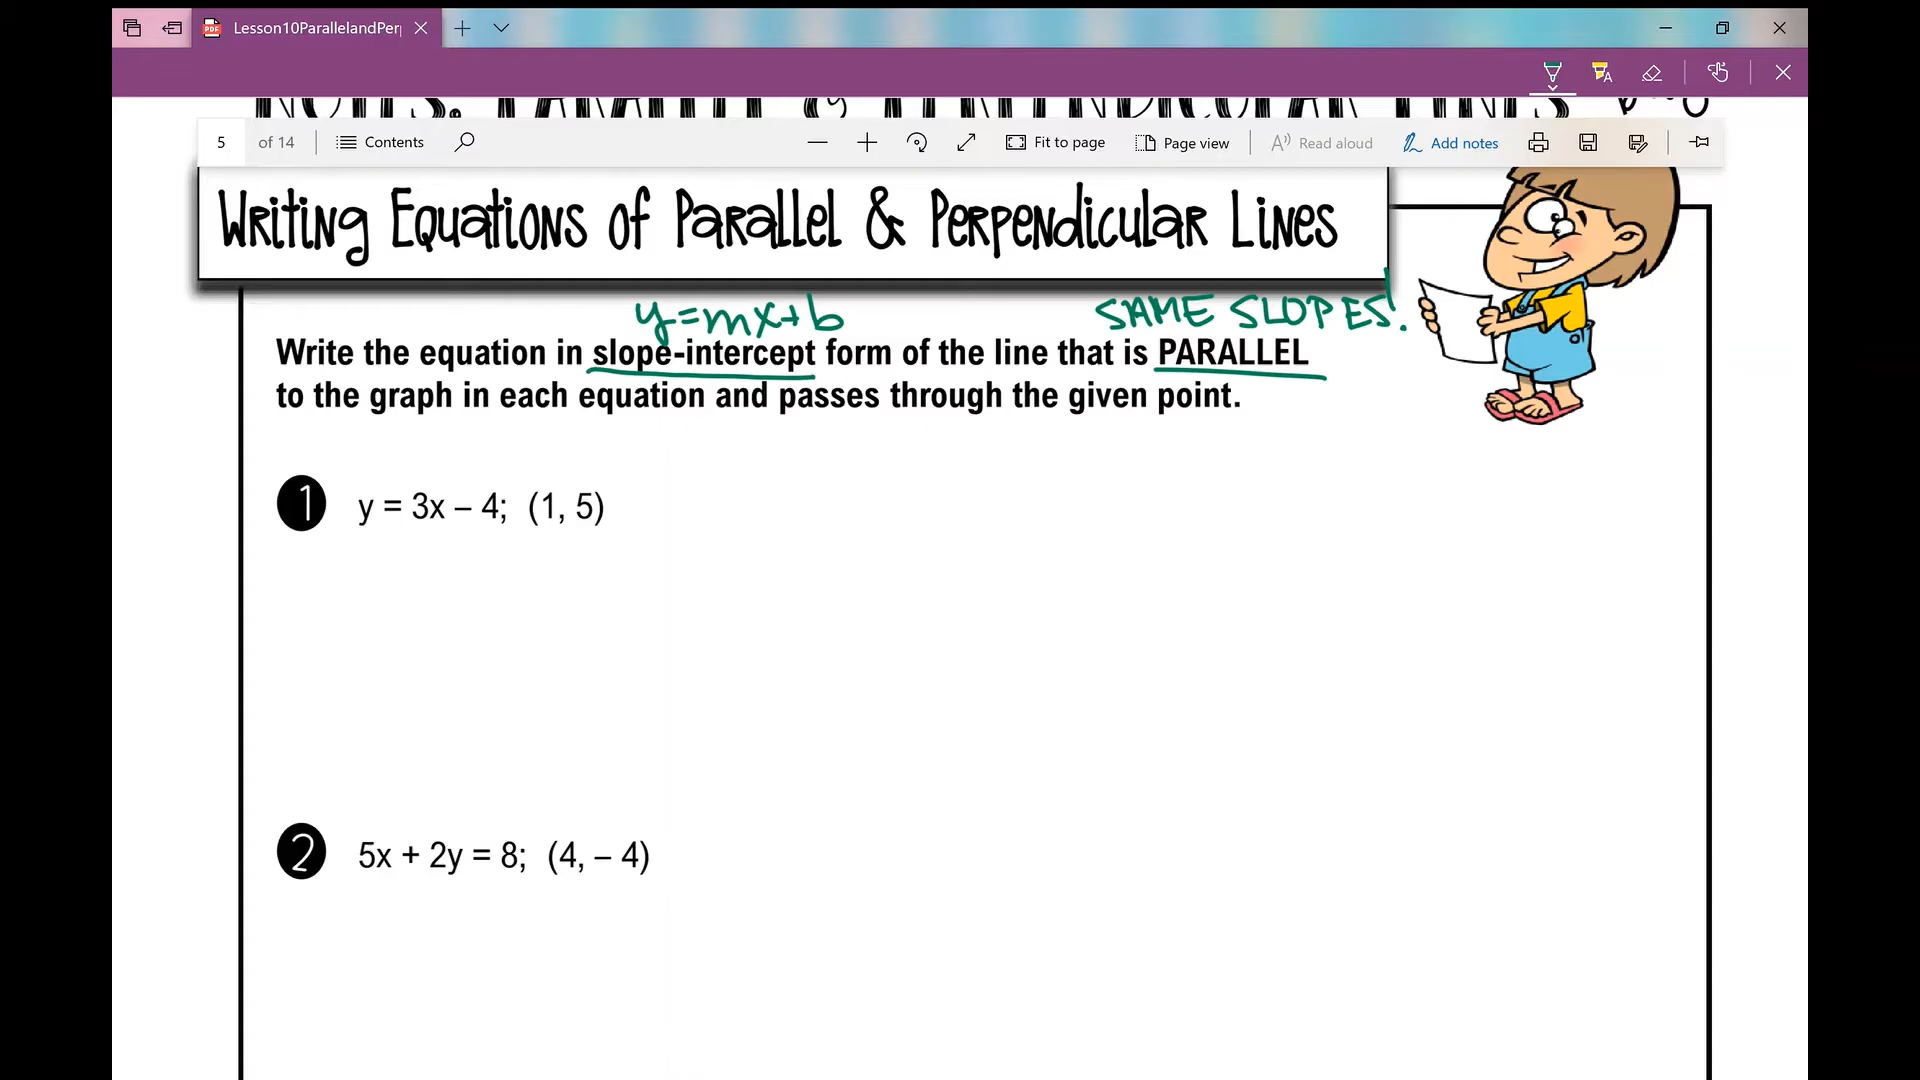 Lesson10ParallelandPer
PDF
5 of 14 Contents Fit to page Page view Read aloud Add notes
Writing Equations of Parallel & Perpendicular Lines
y=mx+b SAME SLOPES!
Write the equation in slope-intercept form of the line that is PARALLEL
to the graph in each equation and passes through the given point.
1 y = 3x – 4; (1, 5)
2 5x + 2y = 8; (4, – 4)